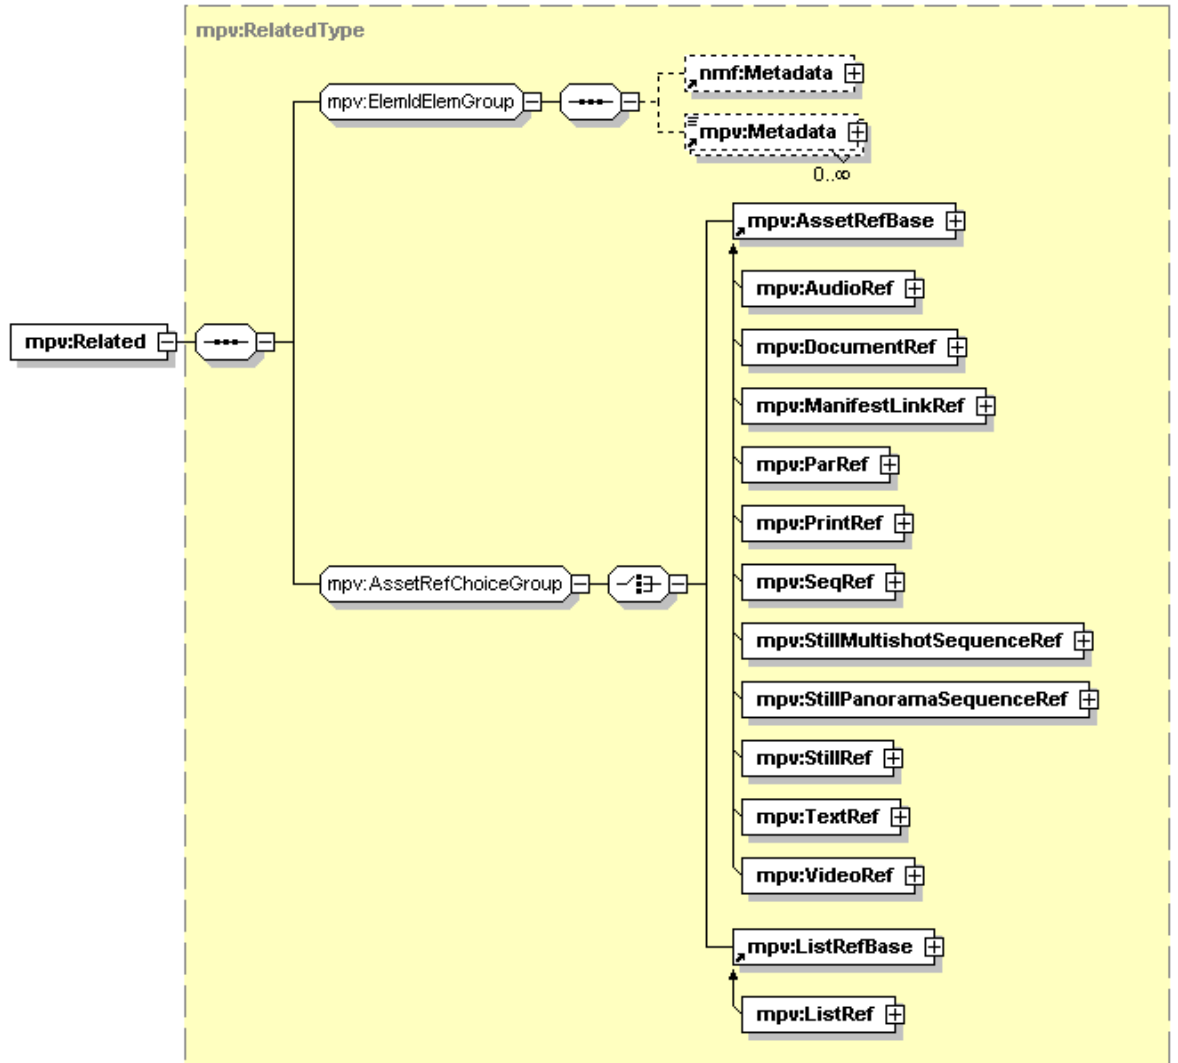 mpv:RelatedType
nmf:Metadata
mpv:ElemIdElemGroup
mpv:Metadata
0..∞
mpv:AssetRefBase
mpv:AudioRef
mpv:Related
mpv:DocumentRef
mpv:ManifestLinkRef
mpv:ParRef
mpv:PrintRef
mpv:AssetRefChoiceGroup
mpv:SeqRef
mpv:StillMultishotSequenceRef
mpv:StillPanoramaSequenceRef
mpv:StillRef
mpv:TextRef
mpv:VideoRef
mpv:ListRefBase
mpv:ListRef